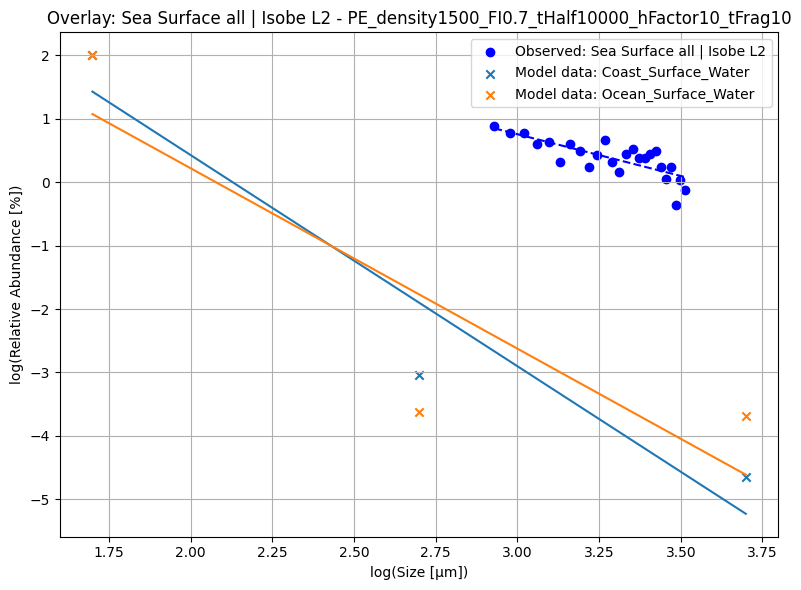 Overlay: Sea Surface all | Isobe L2 - PE_density1500_FI0.7_tHalf10000_hFactor10_tFrag10
Observed: Sea Surface all | Isobe L2
Model data: Coast_Surface_Water
Model data: Ocean_Surface_Water
log(Relative Abundance [%])
2
1
0
−1
−2
−3
−4
−5
1.75
2.00
2.25
2.50
2.75
3.00
3.25
3.50
3.75
log(Size [μm])